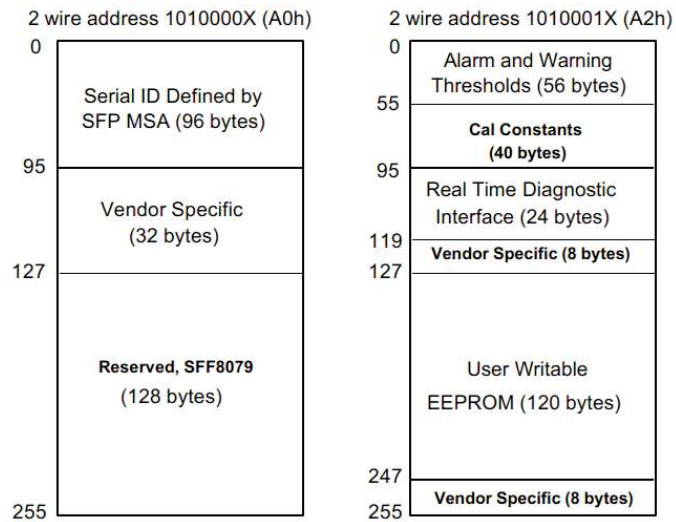 2 wire address 1010000X (A0h)
0
Serial ID Defined by
SFP MSA (96 bytes)
95
Vendor Specific
(32 bytes)
127
Reserved, SFF8079
(128 bytes)
255
2 wire address 1010001X (A2h)
0
Alarm and Warning
Thresholds (56 bytes)
55
Cal Constants
(40 bytes)
95
Real Time Diagnostic
Interface (24 bytes)
119
Vendor Specific (8 bytes)
127
User Writable
EEPROM (120 bytes)
247
Vendor Specific (8 bytes)
255